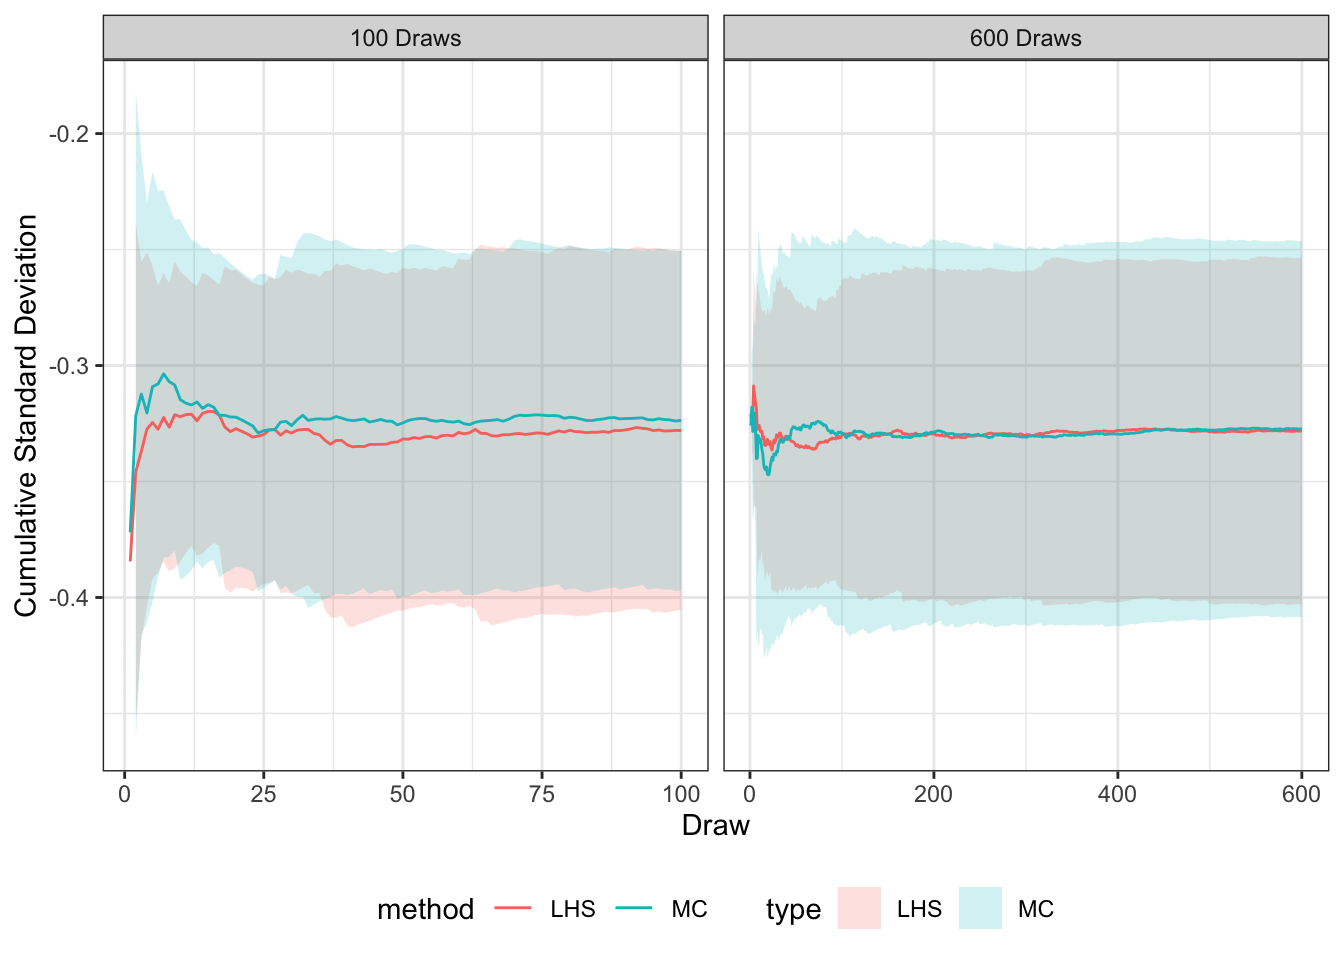 100 Draws
600 Draws
Cumulative Standard Deviation
-0.2
-0.3
-0.4
0 25 50 75 100
0 200 400 600
Draw
method LHS MC type LHS MC